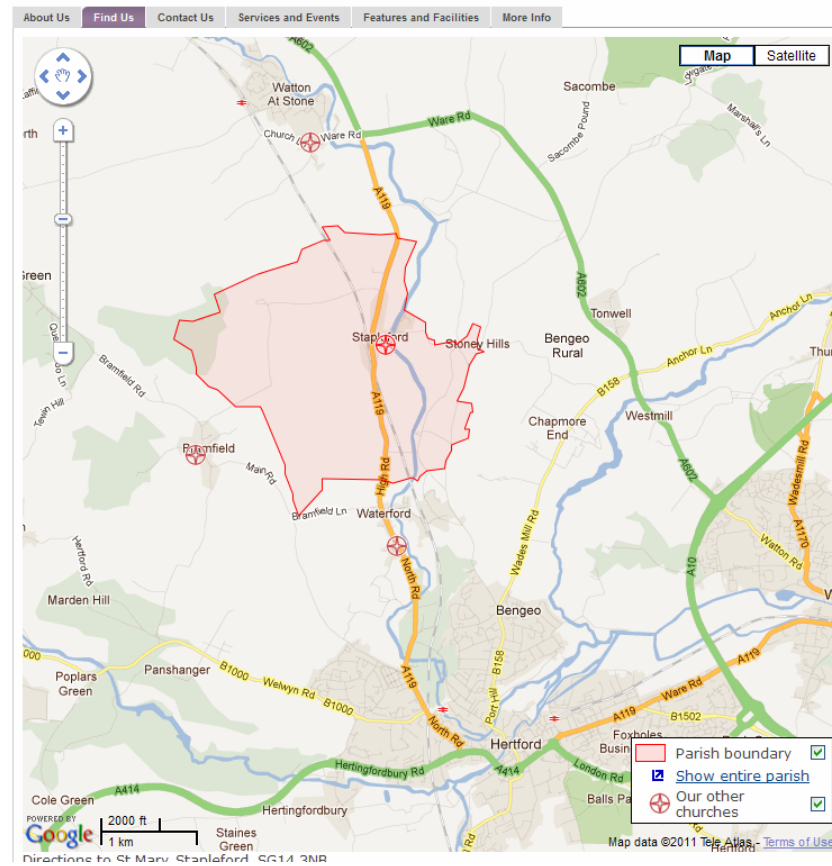 About Us
Find Us
Contact Us
Services and Events
Features and Facilities
More Info
Map
Satellite
A602
Watton
At Stone
Sacombe
Marshall's Ln
Ware Rd
Church
Ware Rd
Sacombe Pound
A119
A602
Green
Tonwell
Anchor Ln
Stapleford
Stoney Hills
Bengeo
Rural
Anchor Ln
Bramfield Rd
B158
Tewin Hill
A119
Chapmore
End
Westmill
Bramfield
Main Rd
High Rd
A602
Wadesmill Rd
Bramfield Ln
Waterford
A1170
Wades Mill Rd
Watton Rd
Hertford Rd
North Rd
A10
Marden Hill
Bengeo
B158
A119
Poplars
Green
Panshanger
B1000
Welwyn Rd
B1000
A119
Port Hill
Ware Rd
North Rd
A119
B1502
Hertford
Foxholes
Hertingfordbury Rd
A414
London Rd
A414
Cole Green
Hertingfordbury
Staines
Green
Parish boundary
Show entire parish
Our other
churches
POWERED BY
Google
2000 ft
1 km
Map data ©2011 Tele Atlas - Terms of Use
Directions to St Mary, Stapleford, SG14 3NB